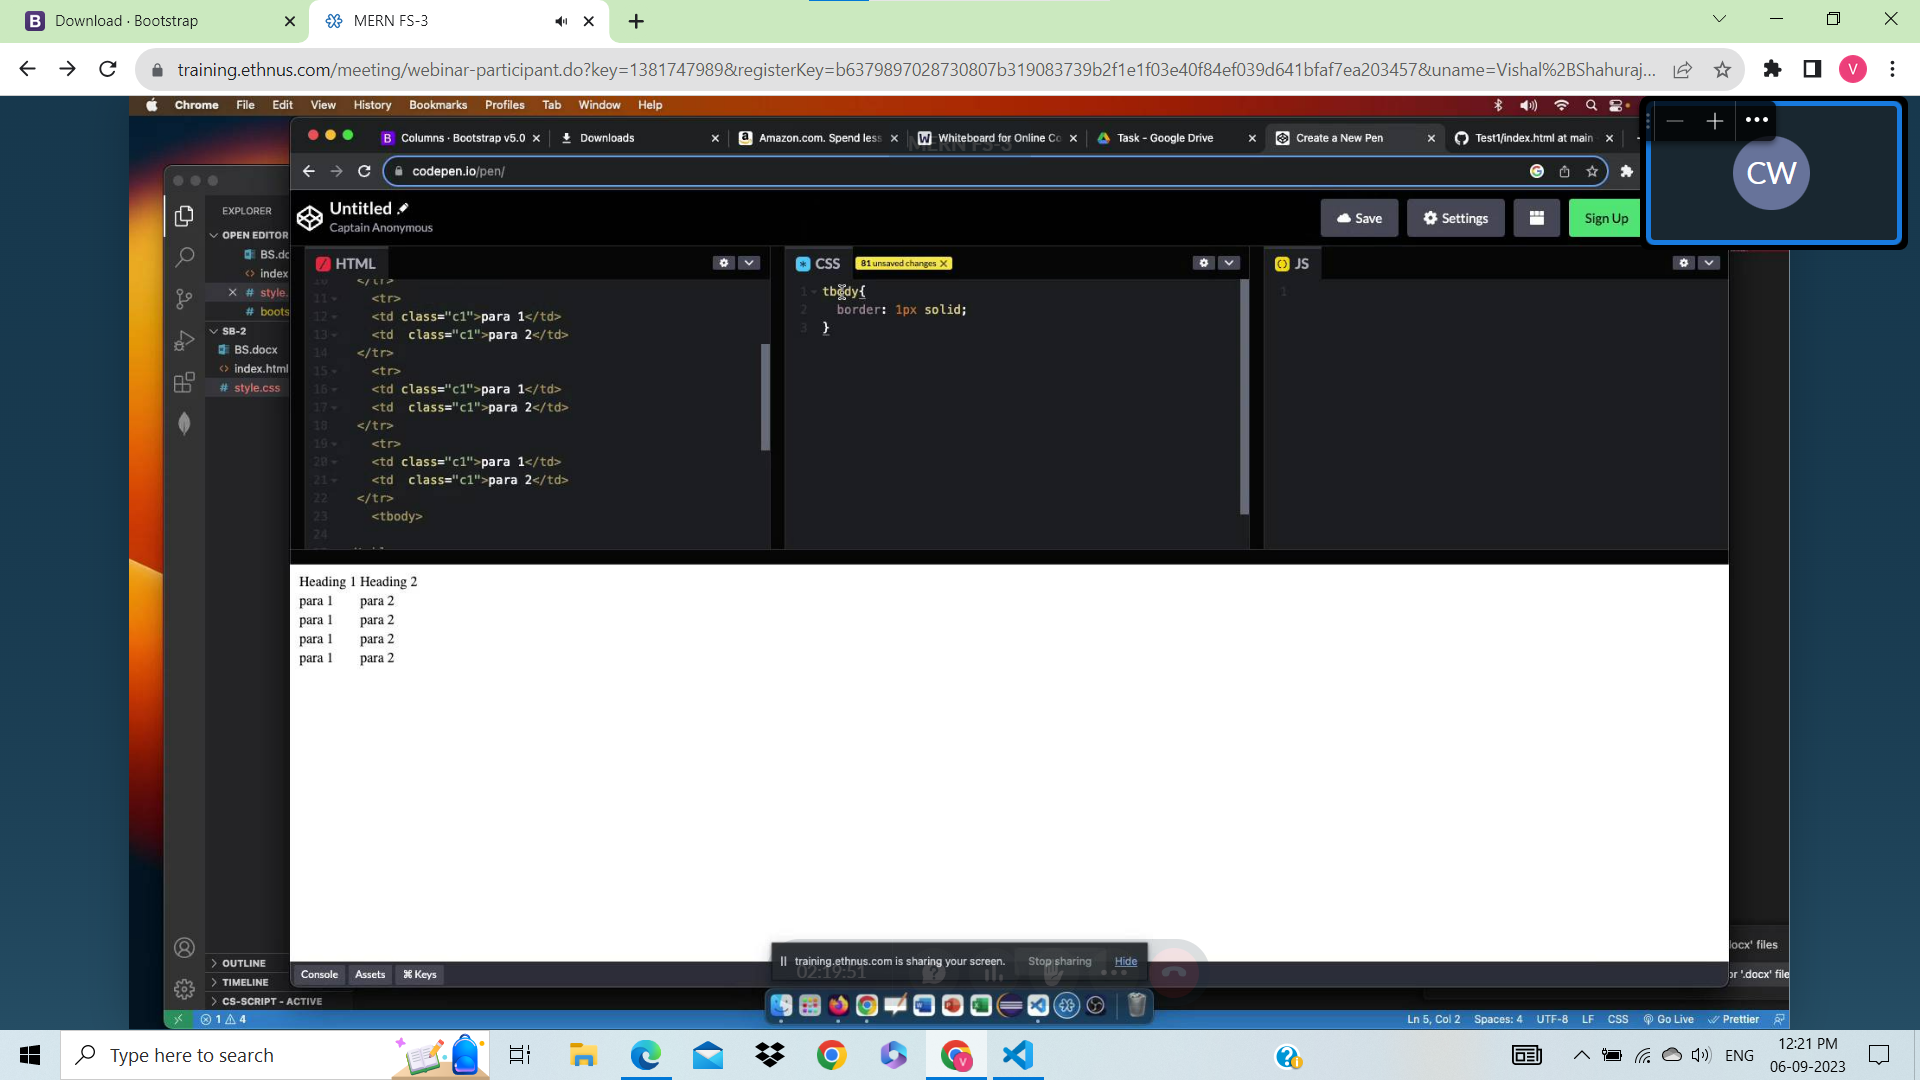 Download · Bootstrap
MERN FS-3
training.ethnus.com/meeting/webinar-participant.do?key=1381747989&registerKey=b6379897028730807b319083739b2f1e1f03e40f84ef039d641bfaf7ea203457&uname=Vishal%2BShahuraj...
V
Chrome File Edit View History Bookmarks Profiles Tab Window Help
Columns · Bootstrap v5.0
Downloads
Amazon.com. Spend less
Whiteboard for Online Co
Task - Google Drive
Create a New Pen
Test1/index.html at main
MERN FS-3
CW
codepen.io/pen/
Untitled
Captain Anonymous
Save
Settings
Sign Up
EXPLORER
OPEN EDITOR
BS.dc
index
style.
boots
SB-2
BS.docx
index.html
style.css
HTML
10 </tr>
11 <tr>
12 <td class="c1">para 1</td>
13 <td  class="c1">para 2</td>
14 </tr>
15 <tr>
16 <td class="c1">para 1</td>
17 <td  class="c1">para 2</td>
18 </tr>
19 <tr>
20 <td class="c1">para 1</td>
21 <td  class="c1">para 2</td>
22 </tr>
23 <tbody>
24
CSS
81 unsaved changes
1 tbody{
2 border: 1px solid;
3 }
JS
1
Heading 1 Heading 2
para 1 para 2
para 1 para 2
para 1 para 2
para 1 para 2
OUTLINE
TIMELINE
CS-SCRIPT - ACTIVE
Console
Assets
⌘ Keys
training.ethnus.com is sharing your screen.
Stop sharing
Hide
02:19:51
locx' files
or '.docx' file
1 4
Ln 5, Col 2
Spaces: 4
UTF-8
LF
CSS
Go Live
Prettier
Type here to search
ENG
12:21 PM
06-09-2023